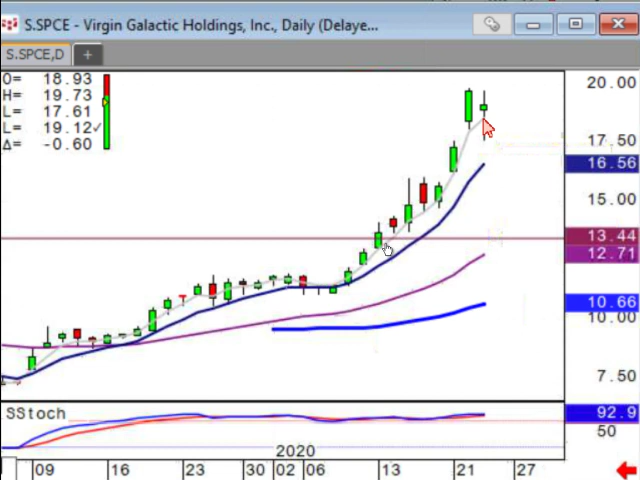 S.SPCE - Virgin Galactic Holdings, Inc., Daily (Delaye...
S.SPCE,D
O= 18.93
H= 19.73
L= 17.61
L= 19.12✓
Δ= -0.60
20.00
17.50
16.56
15.00
13.44
12.71
10.66
10.00
7.50
SStoch
92.9
50
2020
09 16 23 30 02 06 13 21 27